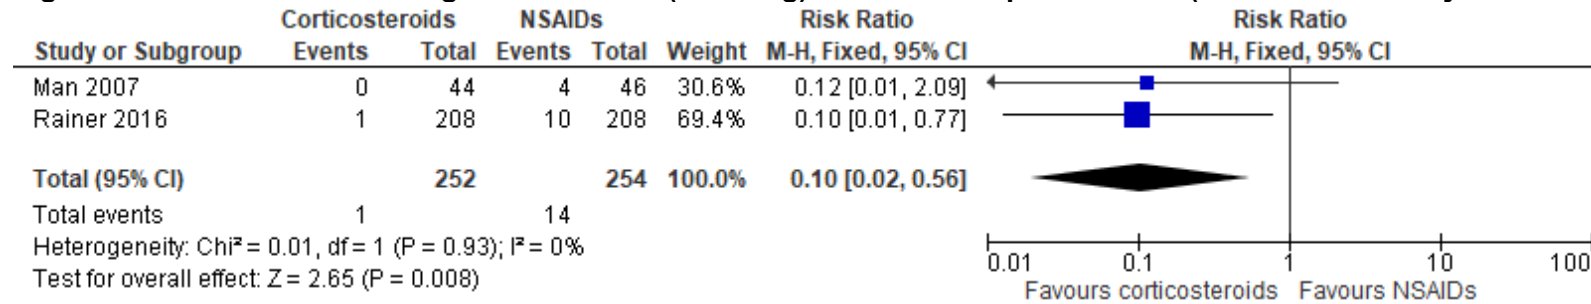 Corticosteroids NSAIDs Risk Ratio Risk Ratio
Study or Subgroup Events Total Events Total Weight M-H, Fixed, 95% CI M-H, Fixed, 95% CI
Man 2007 0 44 4 46 30.6% 0.12 [0.01, 2.09]
Rainer 2016 1 208 10 208 69.4% 0.10 [0.01, 0.77]
Total (95% CI) 252 254 100.0% 0.10 [0.02, 0.56]
Total events 1 14
Heterogeneity: Chi² = 0.01, df = 1 (P = 0.93); I² = 0%
Test for overall effect: Z = 2.65 (P = 0.008)
0.01 0.1 1 10 100
Favours corticosteroids Favours NSAIDs